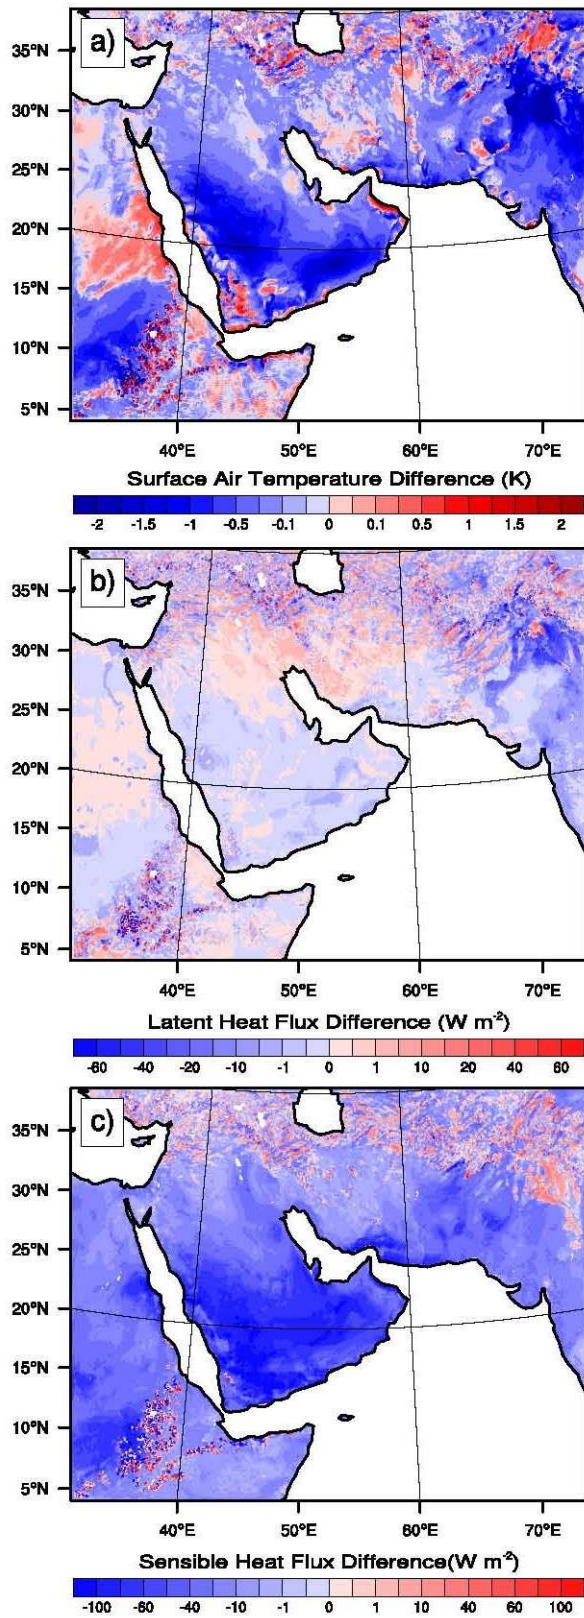 a)
35°N
30°N
25°N
20°N
15°N
10°N
5°N
40°E 50°E 60°E 70°E
Surface Air Temperature Difference (K)
-2 -1.5 -1 -0.5 -0.1 0 0.1 0.5 1 1.5 2
b)
35°N
30°N
25°N
20°N
15°N
10°N
5°N
40°E 50°E 60°E 70°E
Latent Heat Flux Difference (W m-2)
-60 -40 -20 -10 -1 0 1 10 20 40 60
c)
35°N
30°N
25°N
20°N
15°N
10°N
5°N
40°E 50°E 60°E 70°E
Sensible Heat Flux Difference(W m-2)
-100 -60 -40 -10 -1 0 1 10 40 60 100